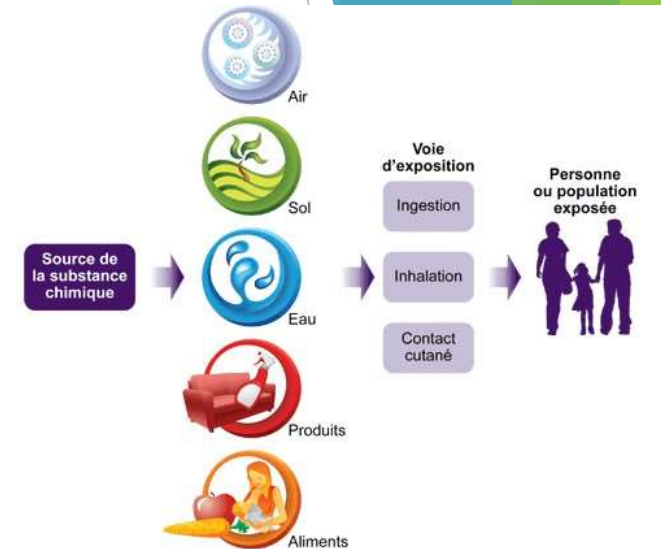 Source de
la substance
chimique
Air
Sol
Eau
Produits
Aliments
Voie
d'exposition
Ingestion
Inhalation
Contact
cutané
Personne
ou population
exposée